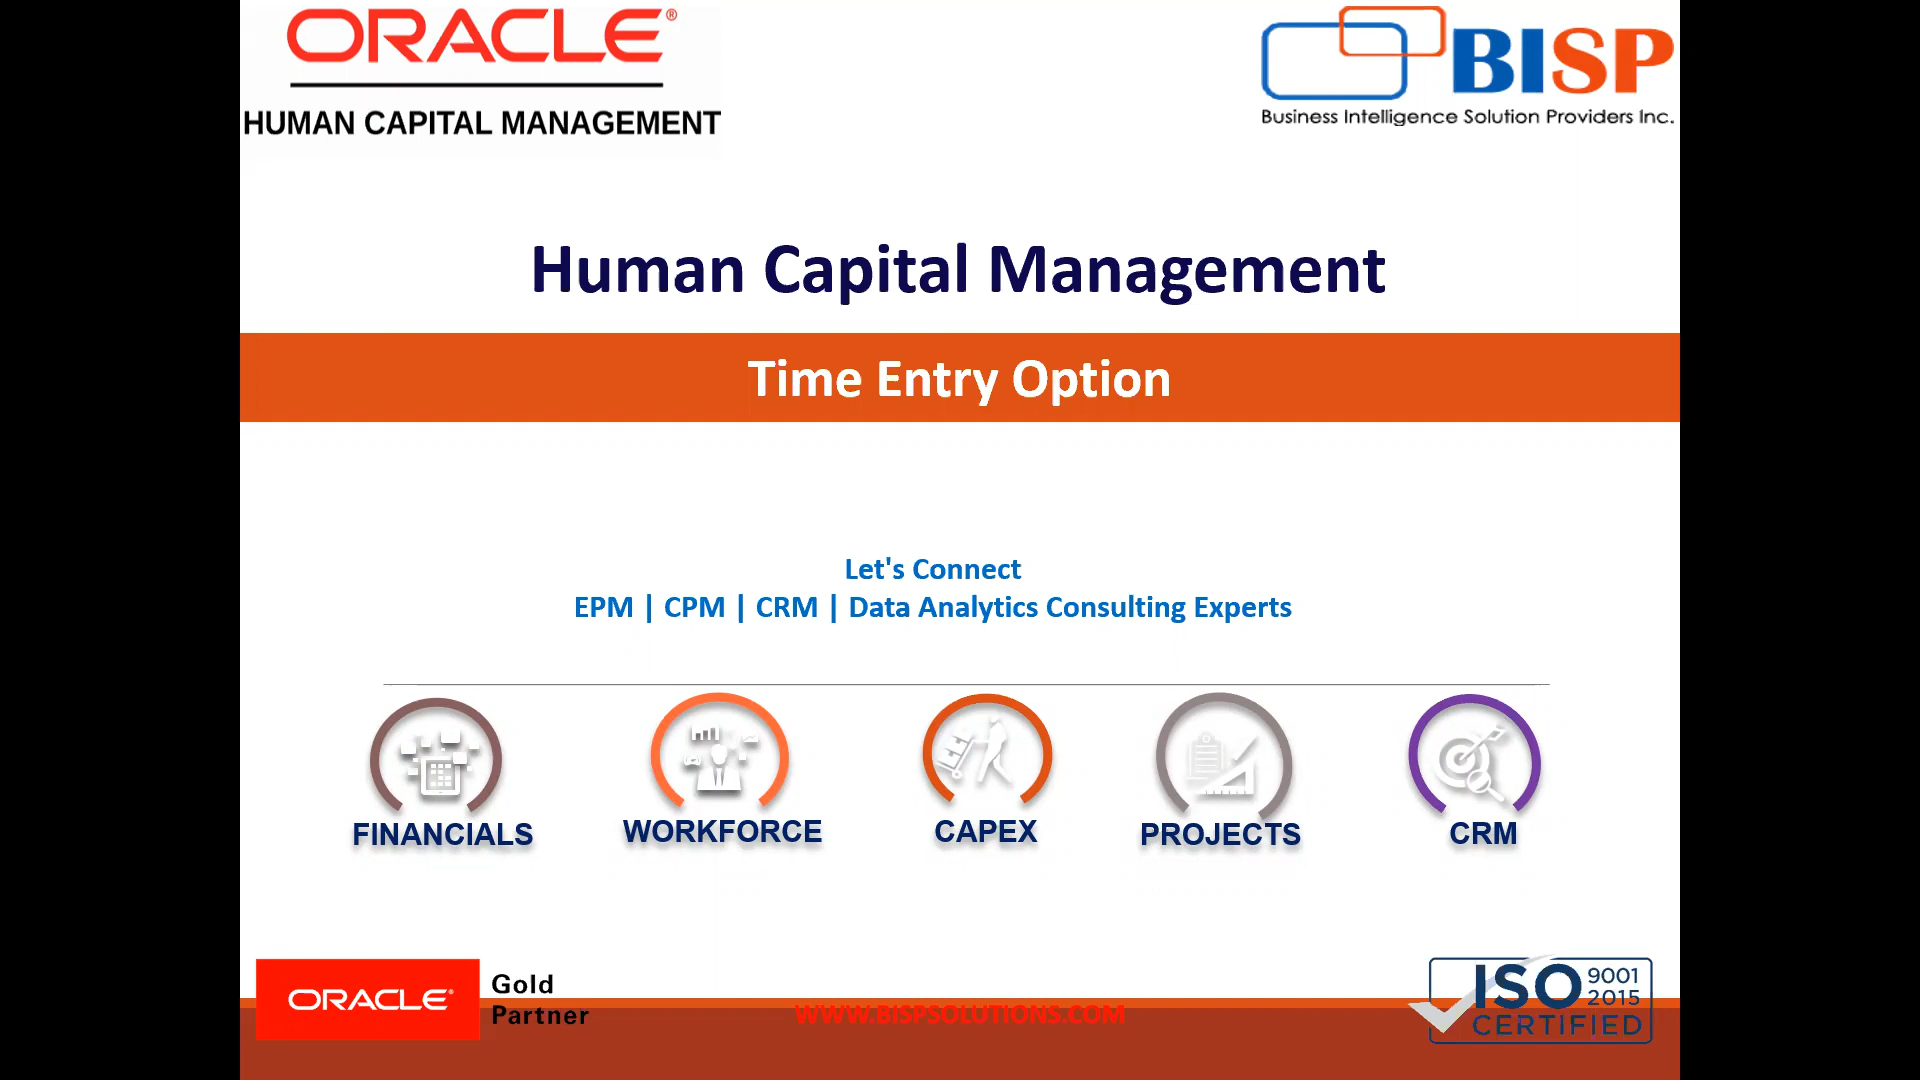 ORACLE®
HUMAN CAPITAL MANAGEMENT
BISP
Business Intelligence Solution Providers Inc.
Human Capital Management
Time Entry Option
Let's Connect
EPM | CPM | CRM | Data Analytics Consulting Experts
FINANCIALS
WORKFORCE
CAPEX
PROJECTS
CRM
ORACLE®
Gold
Partner
WWW.BISPSOLUTIONS.COM
ISO 9001
2015
CERTIFIED